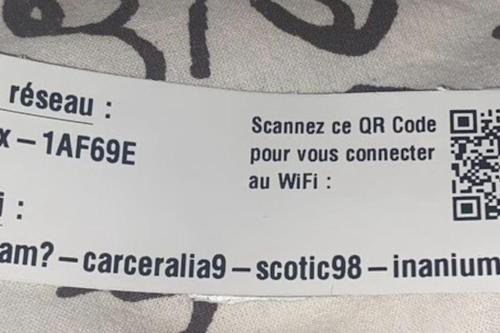 réseau :
x-1AF69E
Scannez ce QR Code
pour vous connecter
au WiFi :
i :
am?-carceralia9-scotic98-inanium